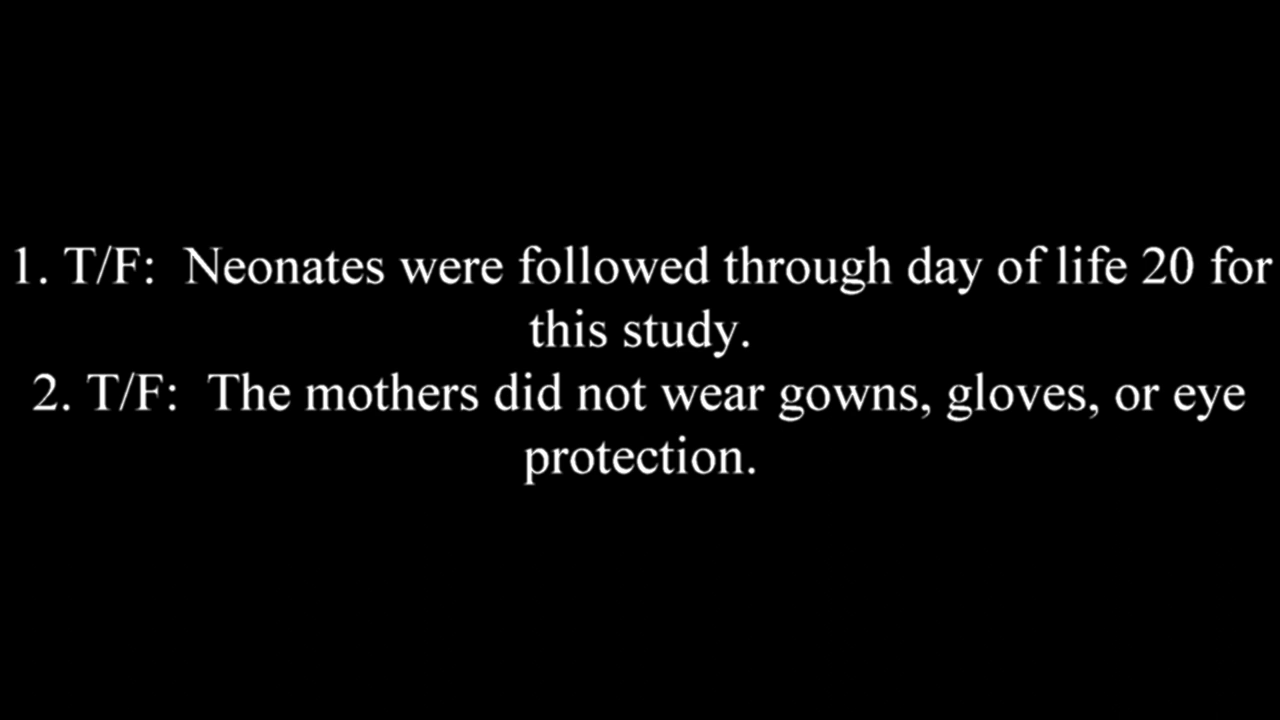 1. T/F:  Neonates were followed through day of life 20 for
this study.
2. T/F:  The mothers did not wear gowns, gloves, or eye
protection.